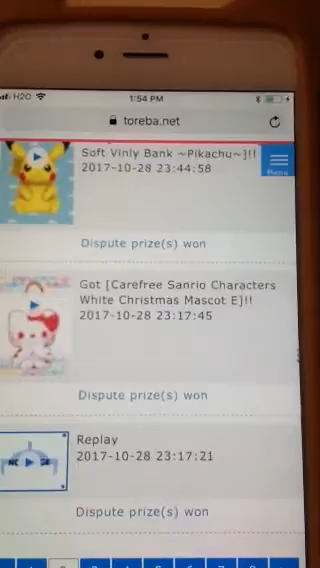 H2O
1:54 PM
toreba.net
Soft Vinly Bank ~Pikachu~]!!
2017-10-28 23:44:58
Menu
Dispute prize(s) won
Got [Carefree Sanrio Characters
White Christmas Mascot E]!!
2017-10-28 23:17:45
Dispute prize(s) won
Replay
2017-10-28 23:17:21
Dispute prize(s) won